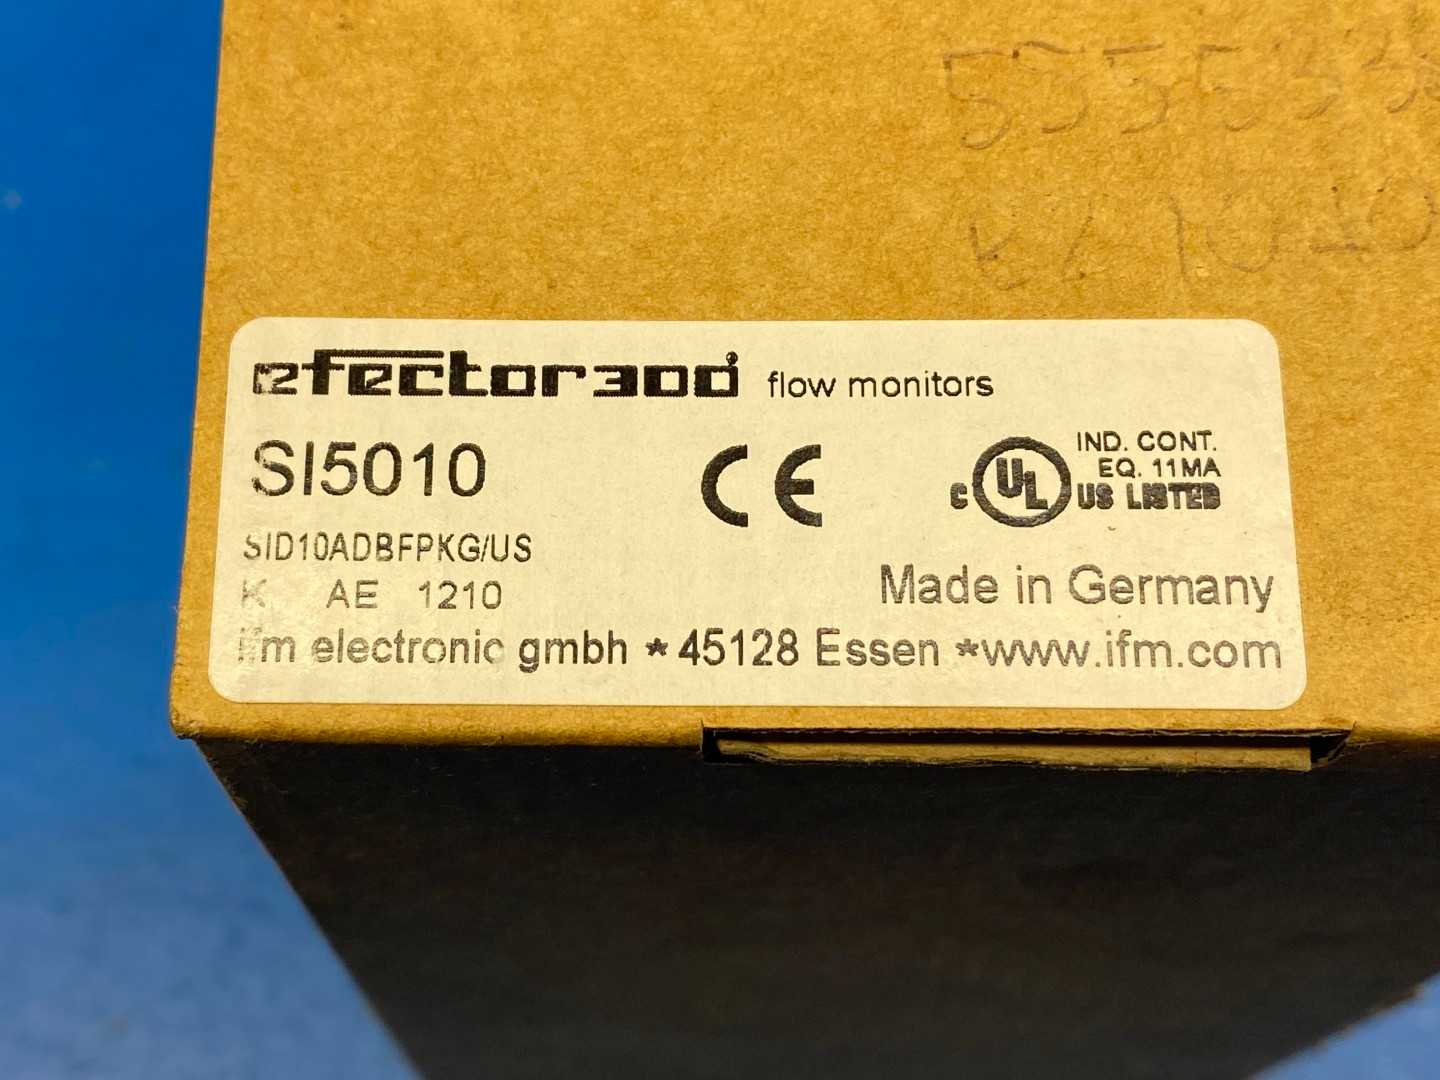 efector300
flow monitors
SI5010
CE
IND. CONT.
EQ. 11MA
C UL US LISTED
SID10ADBFPKG/US
K AE 1210
Made in Germany
ifm electronic gmbh * 45128 Essen *www.ifm.com